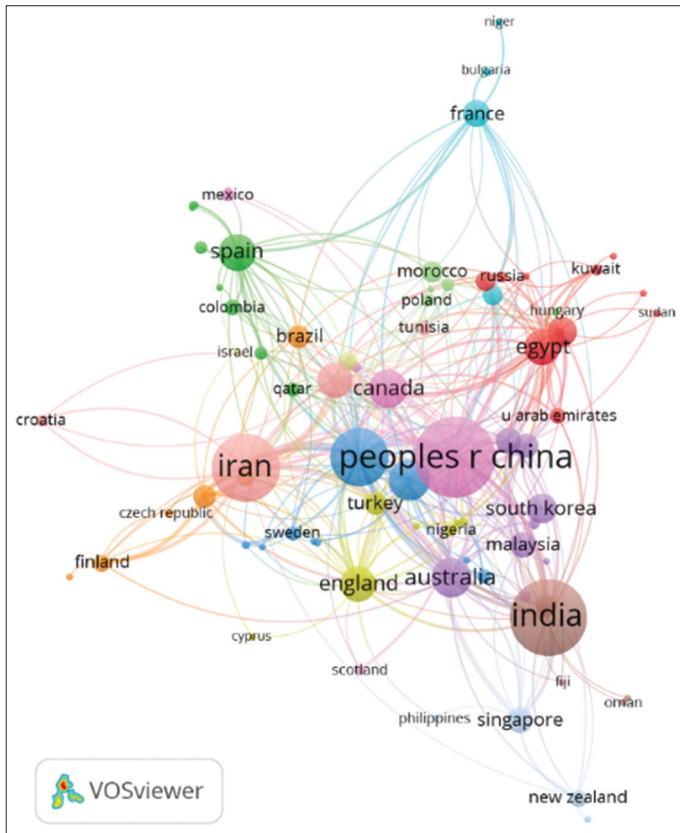 niger
bulgaria
france
mexico
spain
morocco
russia
kuwait
colombia
poland
hungary
sudan
tunisia
brazil
egypt
israel
qatar
canada
croatia
u arab emirates
iran
peoples r china
czech republic
turkey
south korea
sweden
nigeria
malaysia
finland
england
australia
india
cyprus
scotland
fiji
oman
philippines
singapore
new zealand
VOSviewer